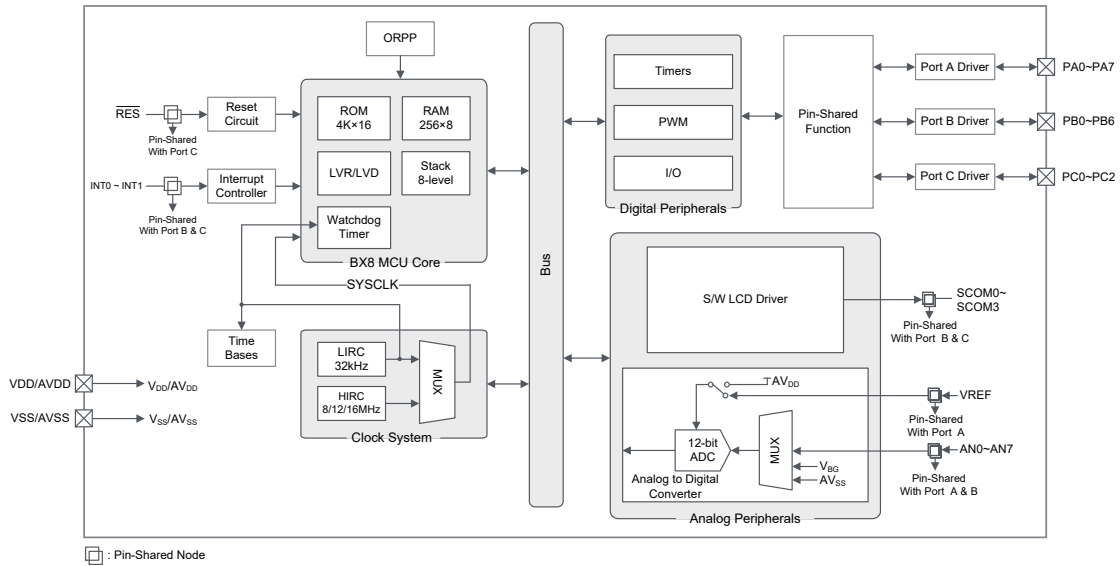 ORPP
RES
Pin-Shared
With Port C
Reset
Circuit
INT0 ~ INT1
Pin-Shared
With Port B & C
Interrupt
Controller
ROM
4K×16
RAM
256×8
LVR/LVD
Stack
8-level
Watchdog
Timer
BX8 MCU Core
SYSCLK
Time
Bases
LIRC
32kHz
HIRC
8/12/16MHz
MUX
Clock System
VDD/AVDD
VDD/AVDD
VSS/AVSS
VSS/AVSS
Bus
Timers
PWM
I/O
Digital Peripherals
Pin-Shared
Function
Port A Driver
PA0~PA7
Port B Driver
PB0~PB6
Port C Driver
PC0~PC2
S/W LCD Driver
SCOM0~
SCOM3
Pin-Shared
With Port B & C
AVDD
VREF
Pin-Shared
With Port A
12-bit
ADC
MUX
AN0~AN7
VBG
AVSS
Pin-Shared
With Port A & B
Analog to Digital
Converter
Analog Peripherals
: Pin-Shared Node